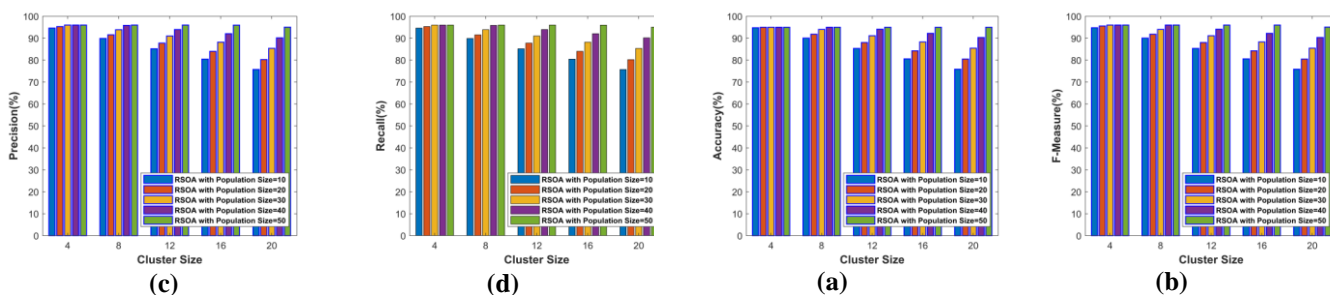 Precision(%)
100
90
80
70
60
50
40
30
20
10
0
RSOA with Population Size=10
RSOA with Population Size=20
RSOA with Population Size=30
RSOA with Population Size=40
RSOA with Population Size=50
4 8 12 16 20
Cluster Size
(c)
Recall(%)
100
90
80
70
60
50
40
30
20
10
0
RSOA with Population Size=10
RSOA with Population Size=20
RSOA with Population Size=30
RSOA with Population Size=40
RSOA with Population Size=50
4 8 12 16 20
Cluster Size
(d)
Accuracy(%)
100
90
80
70
60
50
40
30
20
10
0
RSOA with Population Size=10
RSOA with Population Size=20
RSOA with Population Size=30
RSOA with Population Size=40
RSOA with Population Size=50
4 8 12 16 20
Cluster Size
(a)
F-Measure(%)
100
90
80
70
60
50
40
30
20
10
0
RSOA with Population Size=10
RSOA with Population Size=20
RSOA with Population Size=30
RSOA with Population Size=40
RSOA with Population Size=50
4 8 12 16 20
Cluster Size
(b)